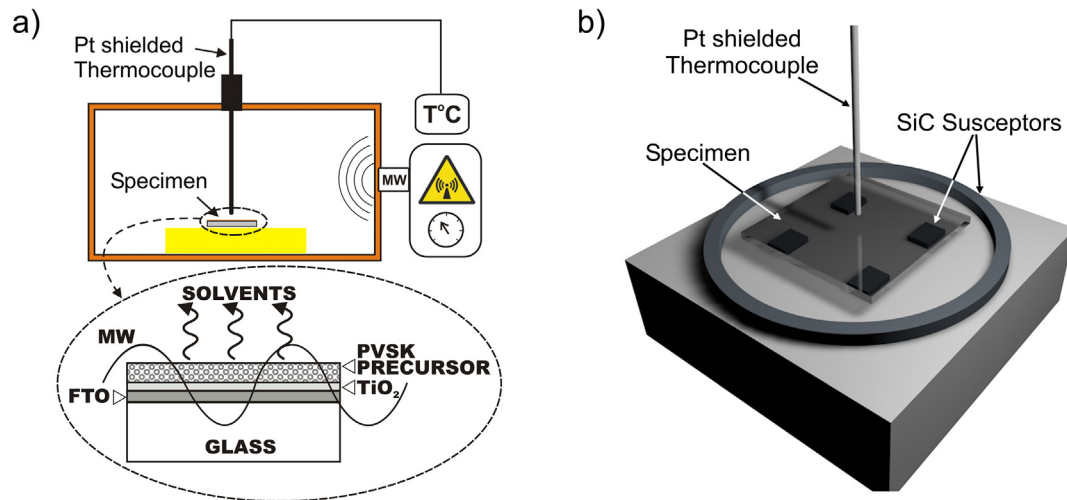 a)
Pt shielded
Thermocouple
T°C
MW
Specimen
SOLVENTS
MW
PVSK
PRECURSOR
TiO₂
FTO
GLASS
b)
Pt shielded
Thermocouple
SiC Susceptors
Specimen